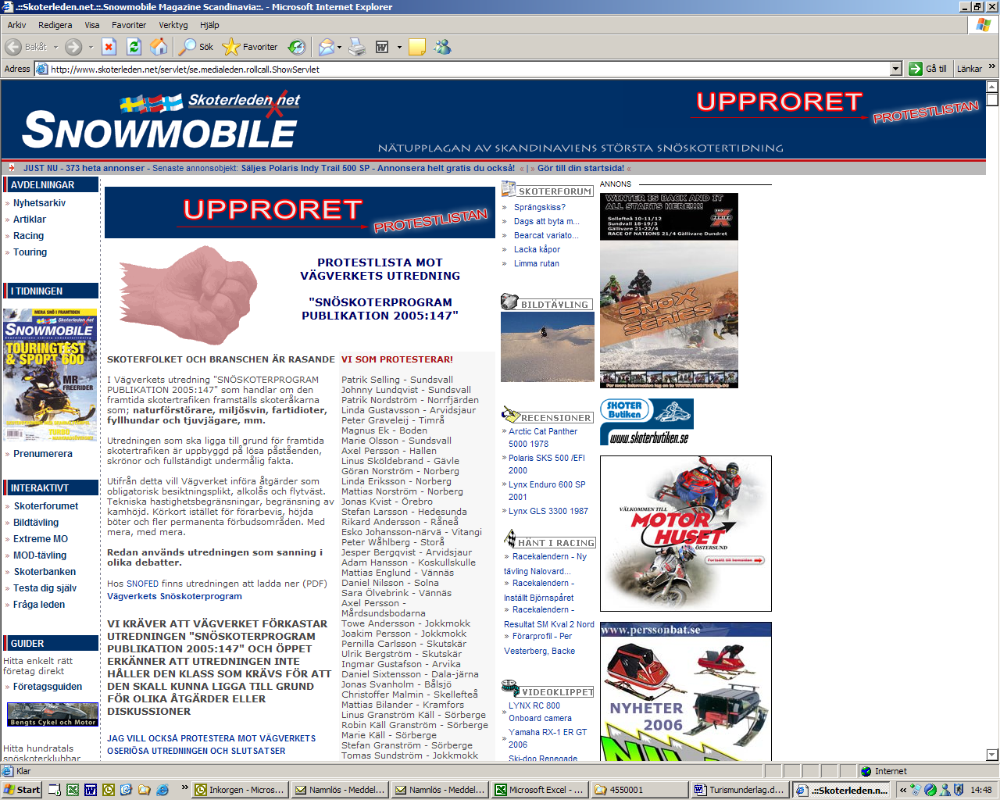 .::Skoterleden.net.::.Snowmobile Magazine Scandinavia::. - Microsoft Internet Explorer
Arkiv Redigera Visa Favoriter Verktyg Hjälp
Bakåt Sök Favoriter
Adress http://www.skoterleden.net/servlet/se.medialeden.rollcall.ShowServlet Gå till Länkar
Skoterleden.net
SNOWMOBILE
UPPRORET
PROTESTLISTAN
NÄTUPPLAGAN AV SKANDINAVIENS STÖRSTA SNÖSKOTERTIDNING
JUST NU - 373 heta annonser - Senaste annonsobjekt: Säljes Polaris Indy Trail 500 SP - Annonsera helt gratis du också! « | » Gör till din startsida! «
AVDELNINGAR
» Nyhetsarkiv
» Artiklar
» Racing
» Touring
I TIDNINGEN
MERA SNÖ I FRAMTIDEN
Skoterleden.net
SNOWMOBILE
TOURINGTEST
& SPORT 600
MR
FREERIDER
TURBO
» Prenumerera
INTERAKTIVT
» Skoterforumet
» Bildtävling
» Extreme MO
» MOD-tävling
» Skoterbanken
» Testa dig själv
» Fråga leden
GUIDER
Hitta enkelt rätt
företag direkt
» Företagsguiden
Bengts Cykel och Motor
Hitta hundratals
snöskoterklubbar
UPPRORET
PROTESTLISTAN
PROTESTLISTA MOT
VÄGVERKETS UTREDNING
"SNÖSKOTERPROGRAM
PUBLIKATION 2005:147"
SKOTERFOLKET OCH BRANSCHEN ÄR RASANDE
I Vägverkets utredning "SNÖSKOTERPROGRAM
PUBLIKATION 2005:147" som handlar om den
framtida skotertrafiken framställs skoteråkarna
som; naturförstörare, miljösvin, fartidioter,
fyllhundar och tjuvjägare, mm.
Utredningen som ska ligga till grund för framtida
skotertrafiken är uppbyggd på lösa påståenden,
skrönor och fullständigt undermålig fakta.
Utifrån detta vill Vägverket införa åtgärder som
obligatorisk besiktningsplikt, alkolås och flytväst.
Tekniska hastighetsbegränsningar, begränsning av
kamhöjd. Körkort istället för förarbevis, höjda
böter och fler permanenta förbudsområden. Med
mera, med mera.
Redan används utredningen som sanning i
olika debatter.
Hos SNOFED finns utredningen att ladda ner (PDF)
Vägverkets Snöskoterprogram
VI KRÄVER ATT VÄGVERKET FÖRKASTAR
UTREDNINGEN "SNÖSKOTERPROGRAM
PUBLIKATION 2005:147" OCH ÖPPET
ERKÄNNER ATT UTREDNINGEN INTE
HÅLLER DEN KLASS SOM KRÄVS FÖR ATT
DEN SKALL KUNNA LIGGA TILL GRUND
FÖR OLIKA ÅTGÄRDER ELLER
DISKUSSIONER
JAG VILL OCKSÅ PROTESTERA MOT VÄGVERKETS
OSERIÖSA UTREDNINGEN OCH SLUTSATSER
VI SOM PROTESTERAR!
Patrik Selling - Sundsvall
Johnny Lundqvist - Sundsvall
Patrik Nordström - Norrfjärden
Linda Gustavsson - Arvidsjaur
Peter Graveleij - Timrå
Magnus Ek - Boden
Marie Olsson - Sundsvall
Axel Persson - Hallen
Linus Sköldebrand - Gävle
Göran Norström - Norberg
Linda Eriksson - Norberg
Mattias Norström - Norberg
Jonas Kvist - Örebro
Stefan Larsson - Hedesunda
Rikard Andersson - Råneå
Esko Johansson-närvä - Vitangi
Peter Wåhlberg - Storå
Jesper Bergqvist - Arvidsjaur
Adam Hansson - Koskullskulle
Mattias Englund - Vännäs
Daniel Nilsson - Solna
Sara Ölvebrink - Vännäs
Axel Persson -
Mårdsundsbodarna
Towe Andersson - Jokkmokk
Joakim Persson - Jokkmokk
Pernilla Carlsson - Skutskär
Ulrik Bergström - Skutskär
Ingmar Gustafson - Arvika
Daniel Sixtensson - Dala-järna
Jonas Svanholm - Bålsjö
Christoffer Malmin - Skellefteå
Mattias Bilander - Kramfors
Linus Granström Käll - Sörberge
Robin Käll Granström - Sörberge
Marie Käll - Sörberge
Stefan Granström - Sörberge
Tomas Sundström - Jokkmokk
SKOTERFORUM
» Sprängskiss?
» Dags att byta m...
» Bearcat variato...
» Lacka kåpor
» Limma rutan
BILDTÄVLING
RECENSIONER
» Arctic Cat Panther
5000 1978
» Polaris SKS 500 /EFI
2000
» Lynx Enduro 600 SP
2001
» Lynx GLS 3300 1987
HÄNT I RACING
» Racekalendern - Ny
tävling Nalovard...
» Racekalendern -
Inställt Björnspåret
» Racekalendern -
Resultat SM Kval 2 Nord
» Förarprofil - Per
Vesterberg, Backe
VIDEOKLIPPET
» LYNX RC 800
Onboard camera
» Yamaha RX-1 ER GT
2006
» Ski-doo Renegade
ANNONS
WINTER IS BACK AND IT
ALL STARTS HERE!!!!
Sollefteå 10-11/12
Sundsvall 18-19/3
Gällivare 21-22/4
RACE OF NATIONS 21/4 Gällivare Dundret
SNOX
SERIES
SKOTER
Butiken
www.skoterbutiken.se
VÄLKOMMEN TILL
MOTOR
HUSET
ÖSTERSUND
Fortsätt till hemsidan
www.perssonbat.se
NYHETER
2006
Klar Internet
Start Inkorgen - Micros... Namnlös - Meddel... Namnlös - Meddel... Microsoft Excel - ... 4550001 Turismunderlag.d... .::Skoterleden.n... 14:48